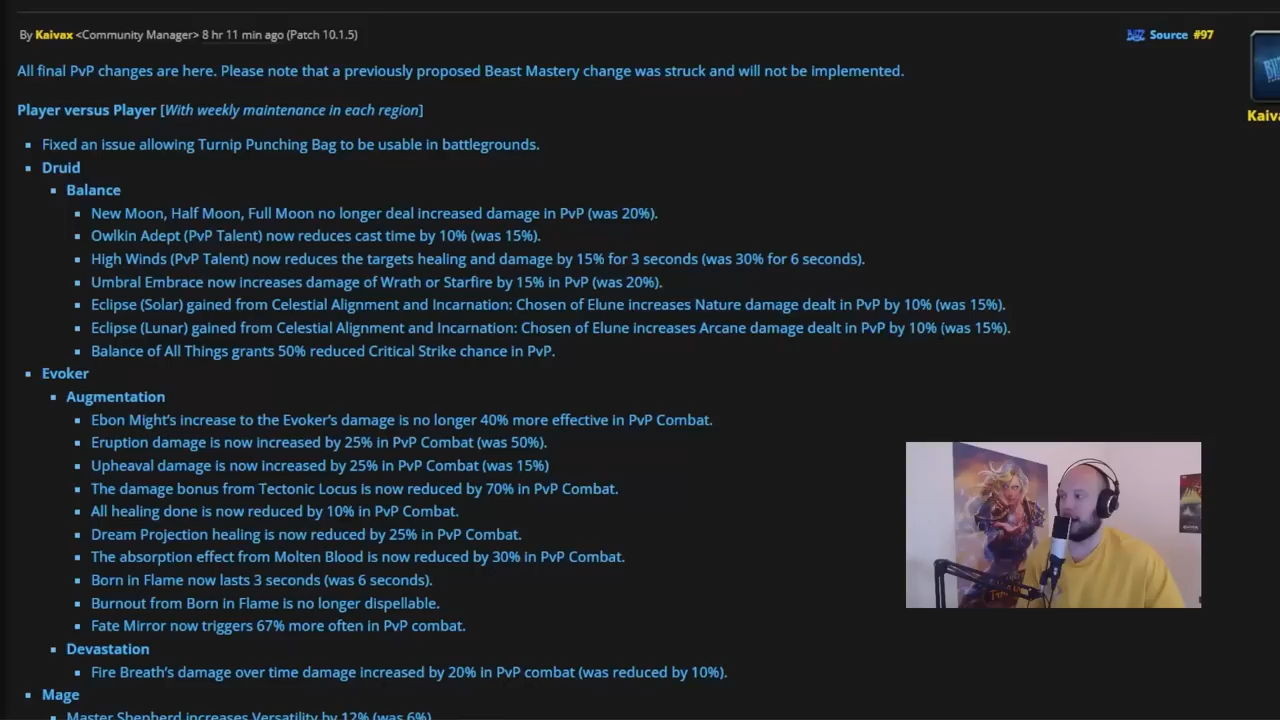 By Kaivax <Community Manager> 8 hr 11 min ago (Patch 10.1.5)
Source #97
All final PvP changes are here. Please note that a previously proposed Beast Mastery change was struck and will not be implemented.
Player versus Player [With weekly maintenance in each region]
Fixed an issue allowing Turnip Punching Bag to be usable in battlegrounds.
Druid
Balance
New Moon, Half Moon, Full Moon no longer deal increased damage in PvP (was 20%).
Owlkin Adept (PvP Talent) now reduces cast time by 10% (was 15%).
High Winds (PvP Talent) now reduces the targets healing and damage by 15% for 3 seconds (was 30% for 6 seconds).
Umbral Embrace now increases damage of Wrath or Starfire by 15% in PvP (was 20%).
Eclipse (Solar) gained from Celestial Alignment and Incarnation: Chosen of Elune increases Nature damage dealt in PvP by 10% (was 15%).
Eclipse (Lunar) gained from Celestial Alignment and Incarnation: Chosen of Elune increases Arcane damage dealt in PvP by 10% (was 15%).
Balance of All Things grants 50% reduced Critical Strike chance in PvP.
Evoker
Augmentation
Ebon Might's increase to the Evoker's damage is no longer 40% more effective in PvP Combat.
Eruption damage is now increased by 25% in PvP Combat (was 50%).
Upheaval damage is now increased by 25% in PvP Combat (was 15%)
The damage bonus from Tectonic Locus is now reduced by 70% in PvP Combat.
All healing done is now reduced by 10% in PvP Combat.
Dream Projection healing is now reduced by 25% in PvP Combat.
The absorption effect from Molten Blood is now reduced by 30% in PvP Combat.
Born in Flame now lasts 3 seconds (was 6 seconds).
Burnout from Born in Flame is no longer dispellable.
Fate Mirror now triggers 67% more often in PvP combat.
Devastation
Fire Breath's damage over time damage increased by 20% in PvP combat (was reduced by 10%).
Mage
Master Shepherd increases Versatility by 12% (was 6%)
Kaiva